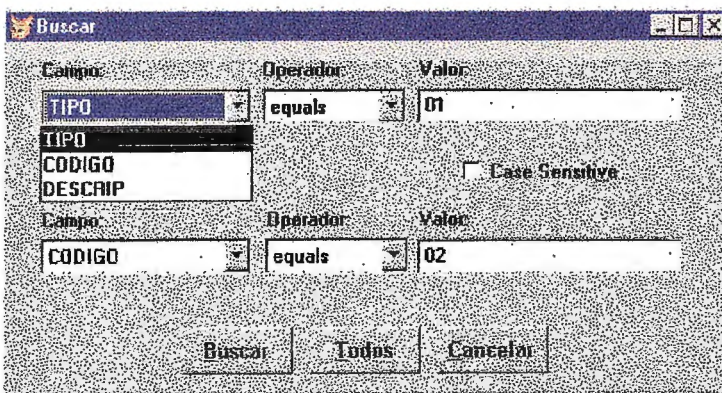 Buscar
Campo: Operador: Valor:
TIPO equals 01
TIPO
CODIGO
DESCRIP
Case Sensitive
Campo: Operador: Valor:
CODIGO equals 02
Buscar Todos Cancelar